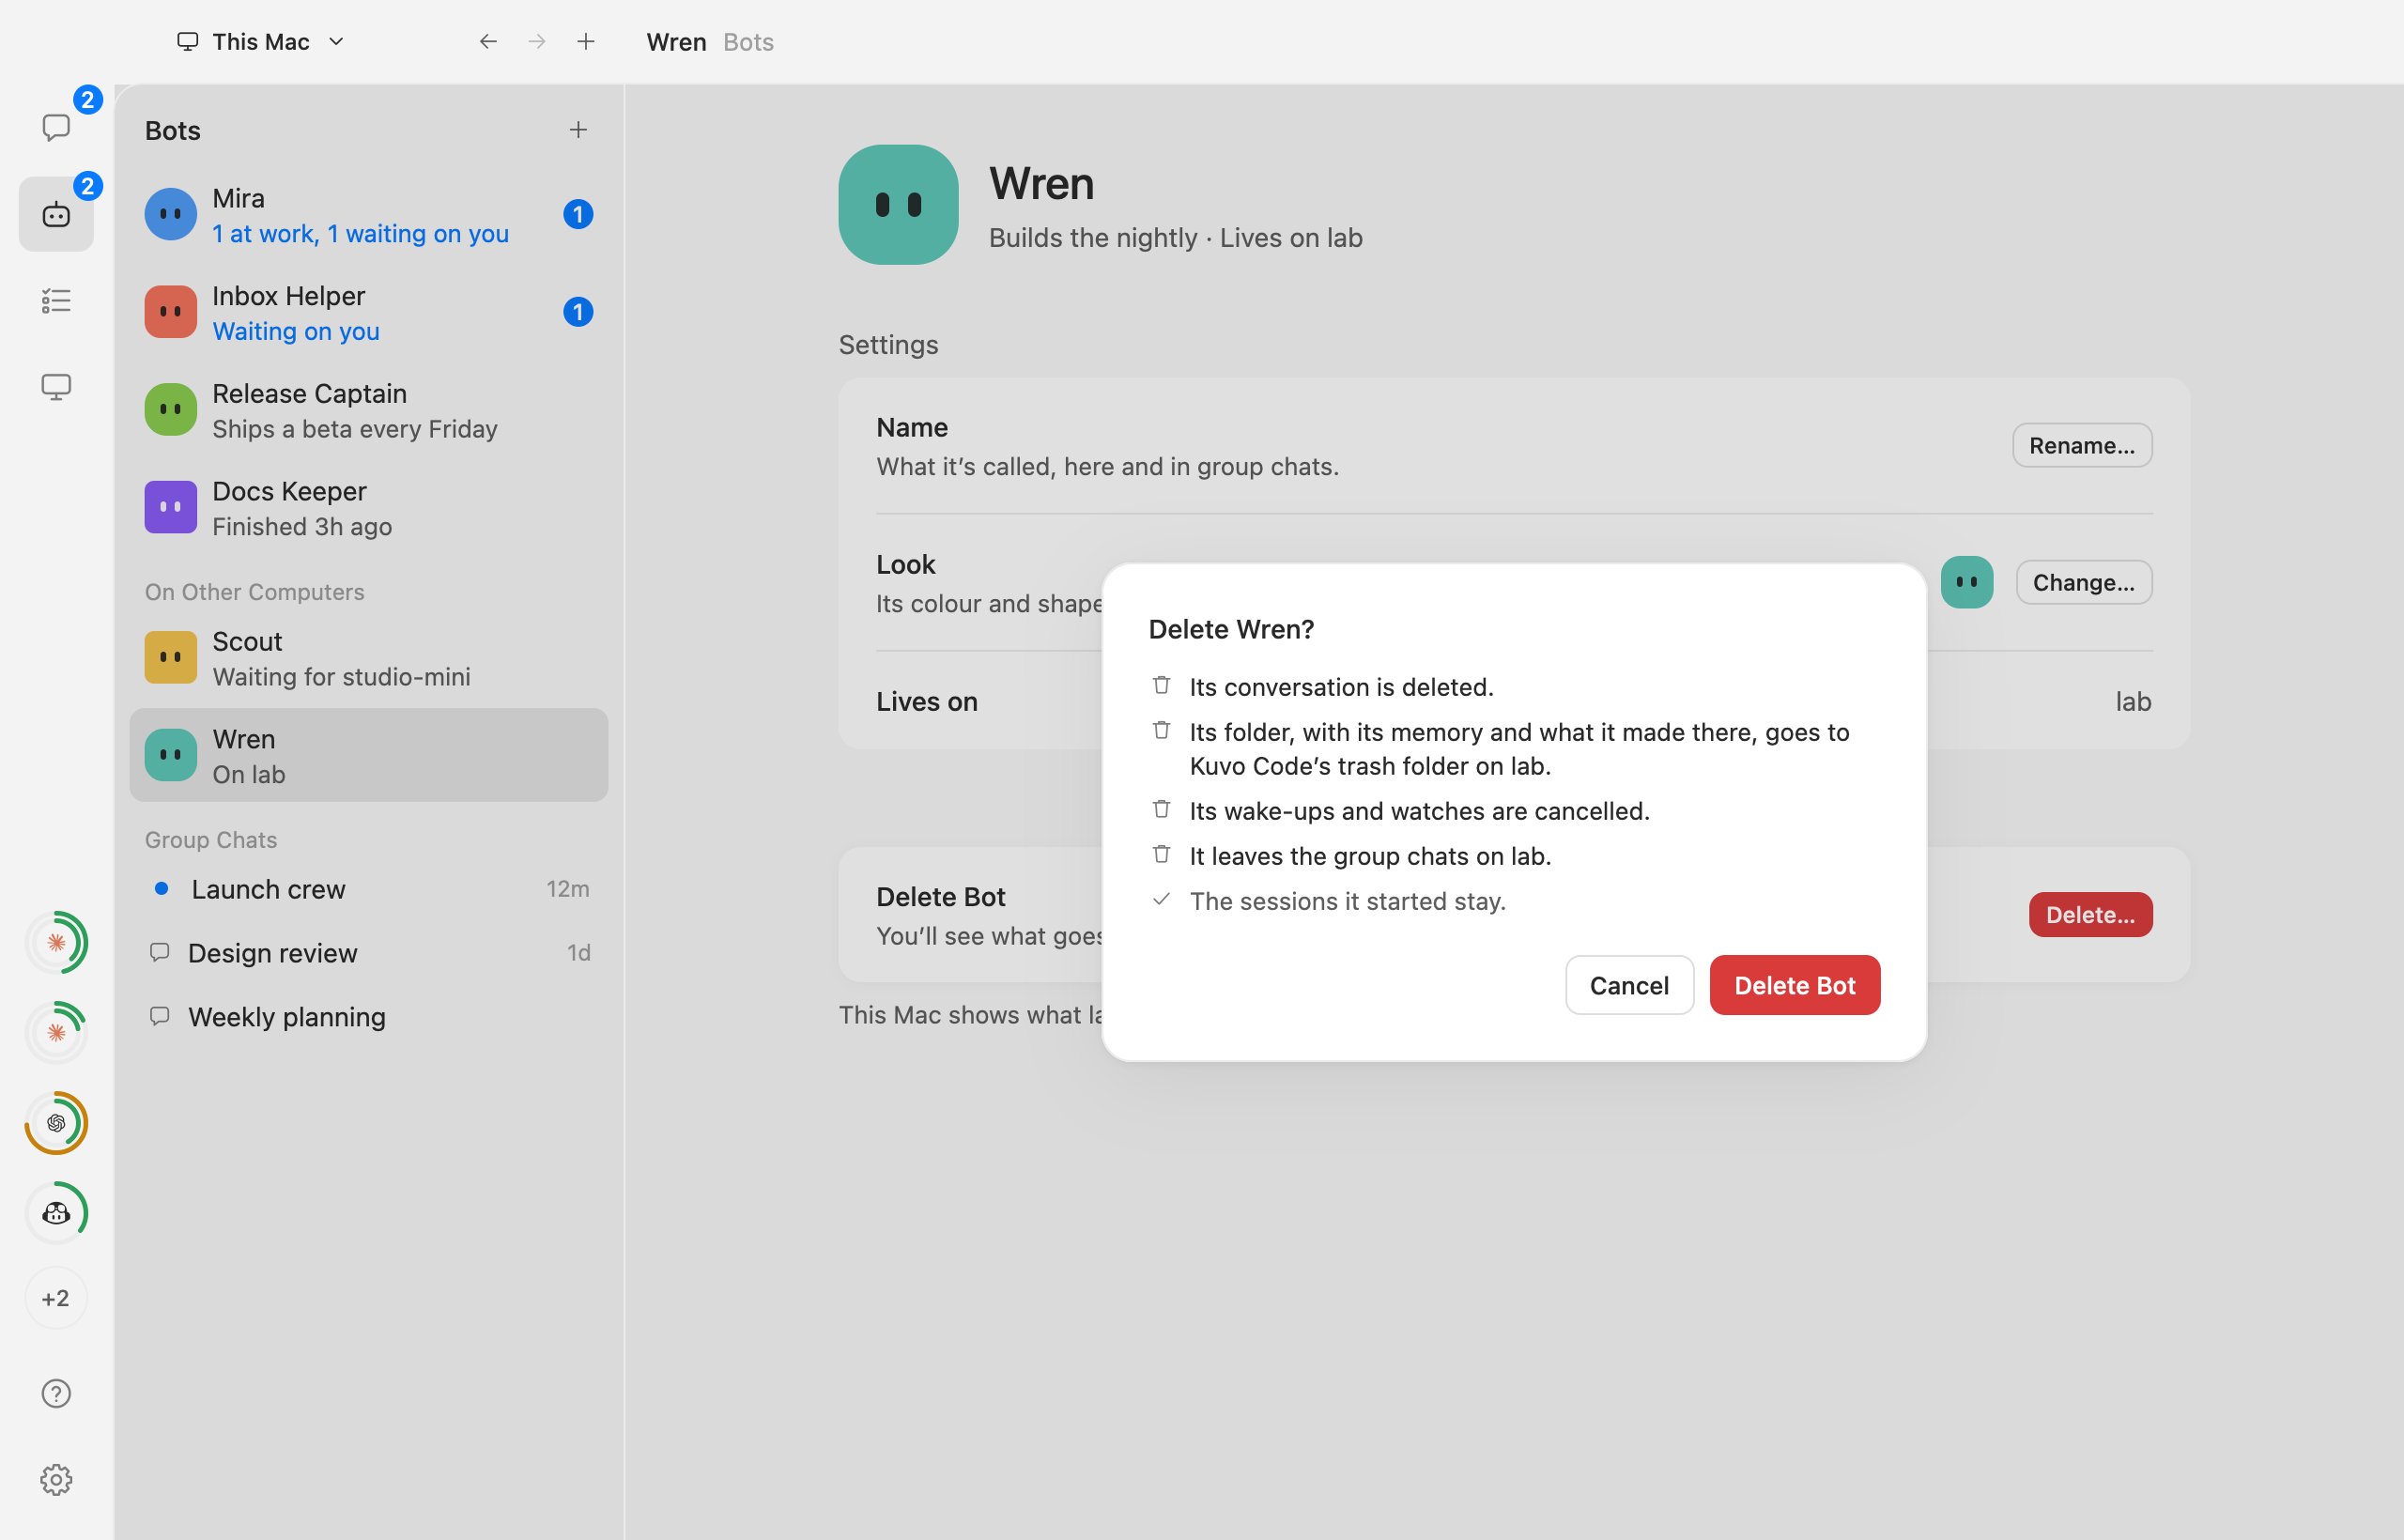 This Mac
Wren Bots
2
2
Bots
Mira
1 at work, 1 waiting on you
1
Inbox Helper
Waiting on you
1
Release Captain
Ships a beta every Friday
Docs Keeper
Finished 3h ago
On Other Computers
Scout
Waiting for studio-mini
Wren
On lab
Group Chats
Launch crew 12m
Design review 1d
Weekly planning
+2
Wren
Builds the nightly · Lives on lab
Settings
Name
What it’s called, here and in group chats.
Rename...
Look
Its colour and shape
Change...
Lives on
lab
Delete Bot
You’ll see what goes
Delete...
This Mac shows what la
Delete Wren?
Its conversation is deleted.
Its folder, with its memory and what it made there, goes to
Kuvo Code’s trash folder on lab.
Its wake-ups and watches are cancelled.
It leaves the group chats on lab.
The sessions it started stay.
Cancel
Delete Bot